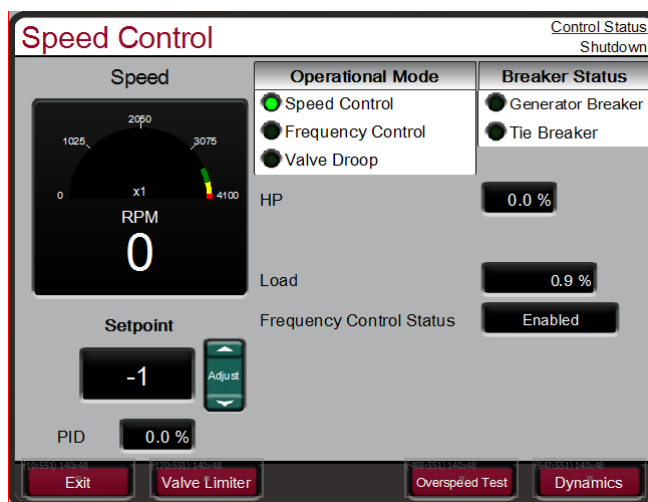 Speed Control
Control Status
Shutdown
Speed
2050
1025
3075
0
x1
4100
RPM
0
Setpoint
-1
Adjust
PID
0.0 %
Operational Mode
Speed Control
Frequency Control
Valve Droop
Breaker Status
Generator Breaker
Tie Breaker
HP
0.0 %
Load
0.9 %
Frequency Control Status
Enabled
Exit
Valve Limiter
Overspeed Test
Dynamics